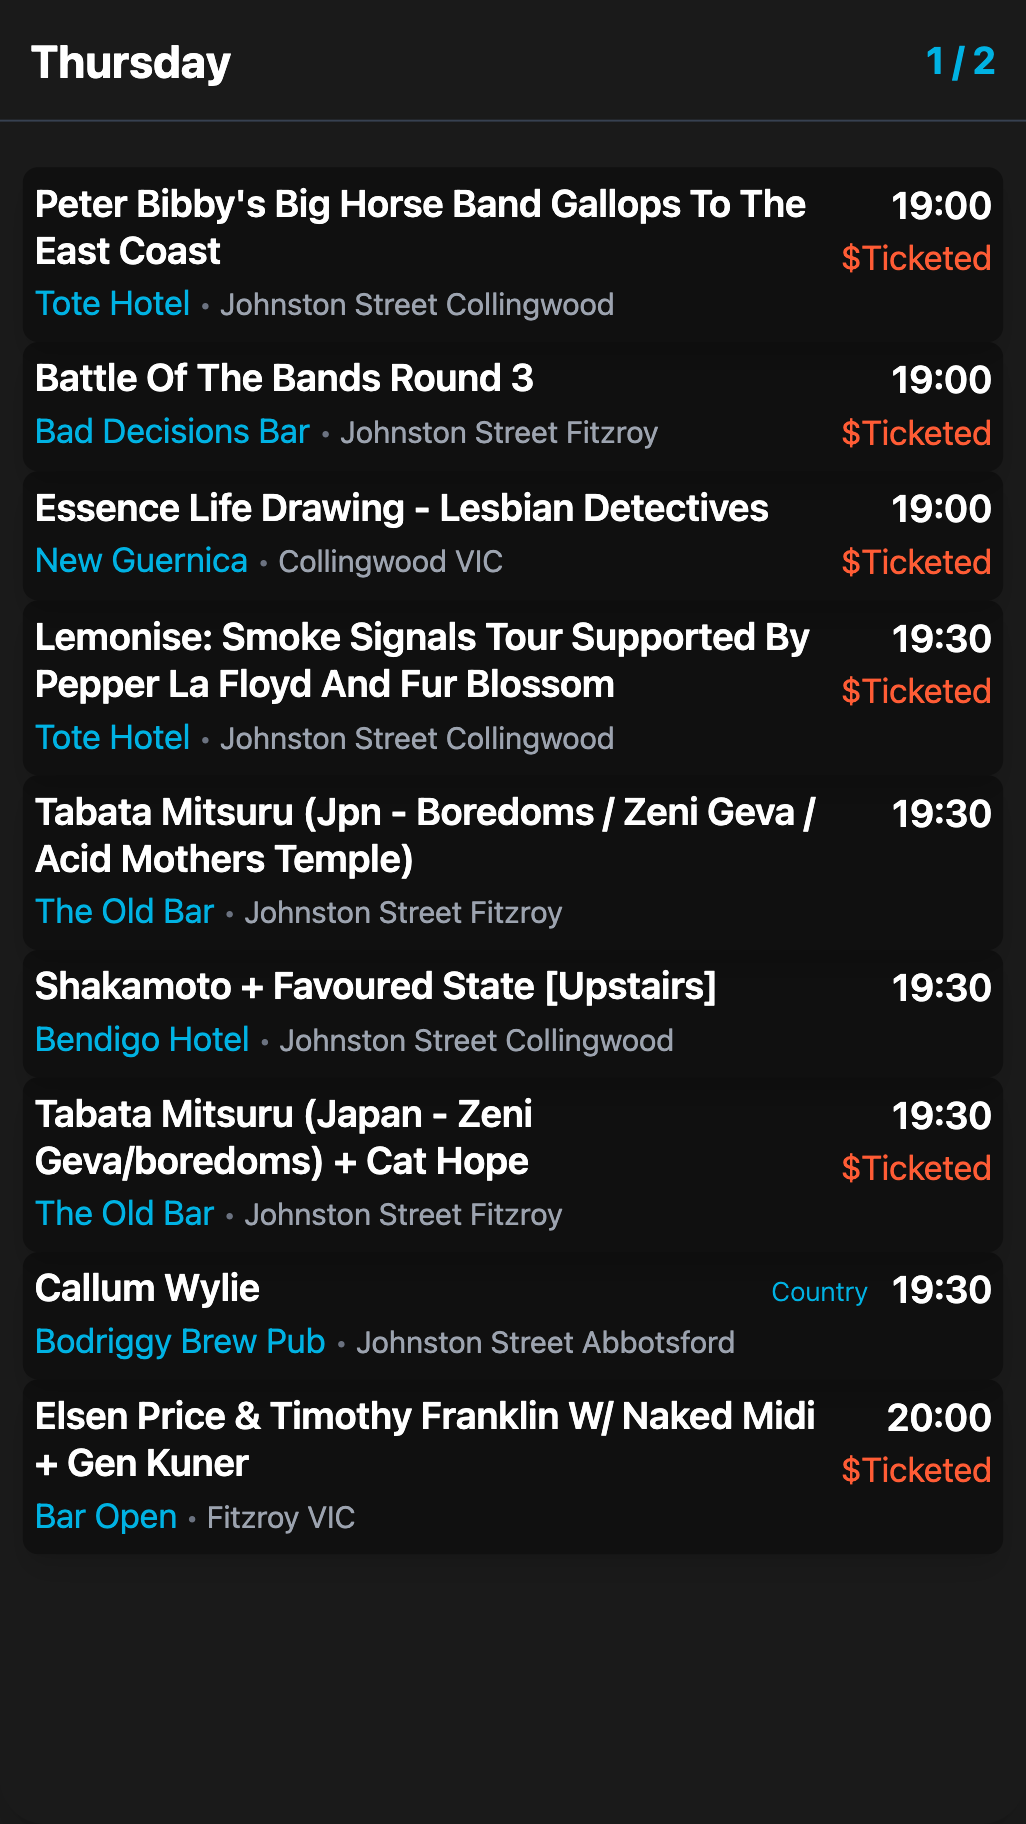 Thursday
1 / 2
Peter Bibby's Big Horse Band Gallops To The
East Coast
19:00
$Ticketed
Tote Hotel • Johnston Street Collingwood
Battle Of The Bands Round 3
19:00
Bad Decisions Bar • Johnston Street Fitzroy
$Ticketed
Essence Life Drawing - Lesbian Detectives
19:00
New Guernica • Collingwood VIC
$Ticketed
Lemonise: Smoke Signals Tour Supported By
Pepper La Floyd And Fur Blossom
19:30
$Ticketed
Tote Hotel • Johnston Street Collingwood
Tabata Mitsuru (Jpn - Boredoms / Zeni Geva /
Acid Mothers Temple)
19:30
The Old Bar • Johnston Street Fitzroy
Shakamoto + Favoured State [Upstairs]
19:30
Bendigo Hotel • Johnston Street Collingwood
Tabata Mitsuru (Japan - Zeni
Geva/boredoms) + Cat Hope
19:30
$Ticketed
The Old Bar • Johnston Street Fitzroy
Callum Wylie
Country 19:30
Bodriggy Brew Pub • Johnston Street Abbotsford
Elsen Price & Timothy Franklin W/ Naked Midi
+ Gen Kuner
20:00
$Ticketed
Bar Open • Fitzroy VIC